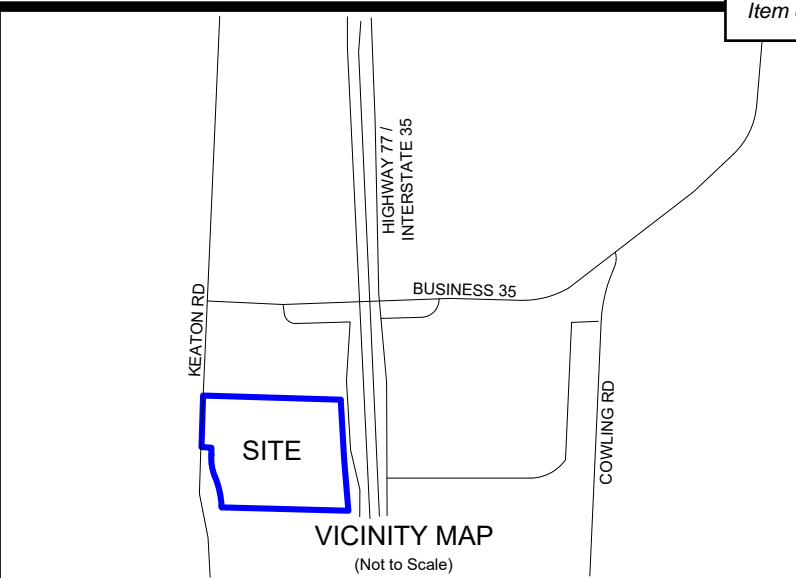 Item
HIGHWAY 77 /
INTERSTATE 35
BUSINESS 35
KEATON RD
COWLING RD
SITE
VICINITY MAP
(Not to Scale)